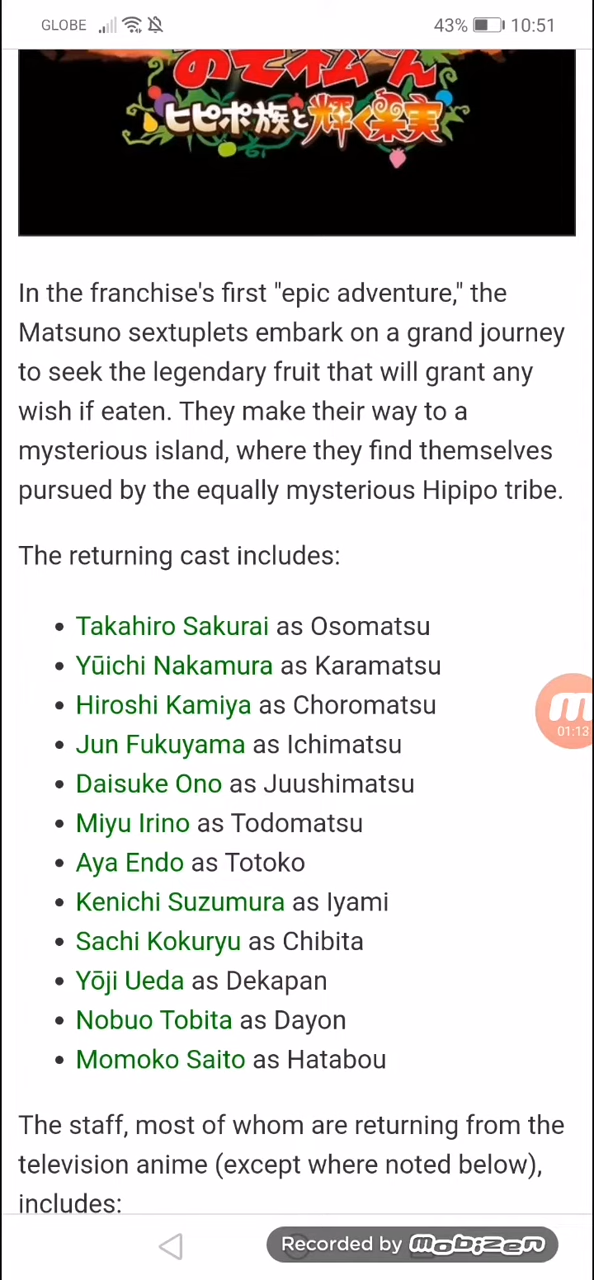 GLOBE 43% 10:51
おそ松さん
ヒピポ族と輝く果実
In the franchise's first "epic adventure," the
Matsuno sextuplets embark on a grand journey
to seek the legendary fruit that will grant any
wish if eaten. They make their way to a
mysterious island, where they find themselves
pursued by the equally mysterious Hipipo tribe.
The returning cast includes:
• Takahiro Sakurai as Osomatsu
• Yūichi Nakamura as Karamatsu
• Hiroshi Kamiya as Choromatsu
• Jun Fukuyama as Ichimatsu
• Daisuke Ono as Juushimatsu
• Miyu Irino as Todomatsu
• Aya Endo as Totoko
• Kenichi Suzumura as Iyami
• Sachi Kokuryu as Chibita
• Yōji Ueda as Dekapan
• Nobuo Tobita as Dayon
• Momoko Saito as Hatabou
m
01:13
The staff, most of whom are returning from the
television anime (except where noted below),
includes:
Recorded by mobizen